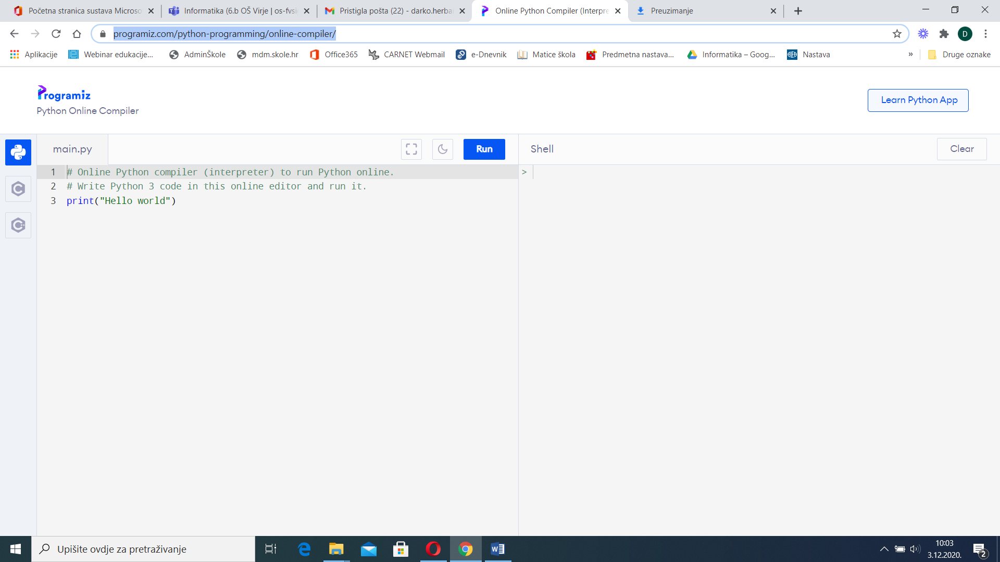 Početna stranica sustava Microso
Informatika (6.b OŠ Virje | os-fvsi
Pristigla pošta (22) - darko.herba
Online Python Compiler (Interpre
Preuzimanje
programiz.com/python-programming/online-compiler/
D
Aplikacije
Webinar edukacije...
AdminŠkole
mdm.skole.hr
Office365
CARNET Webmail
e-Dnevnik
Matice škola
Predmetna nastava...
Informatika – Goog...
Nastava
»
Druge oznake
Programiz
Python Online Compiler
Learn Python App
main.py
Run
Shell
Clear
1 # Online Python compiler (interpreter) to run Python online.
2 # Write Python 3 code in this online editor and run it.
3 print("Hello world")
>
Upišite ovdje za pretraživanje
10:03
3.12.2020.
2